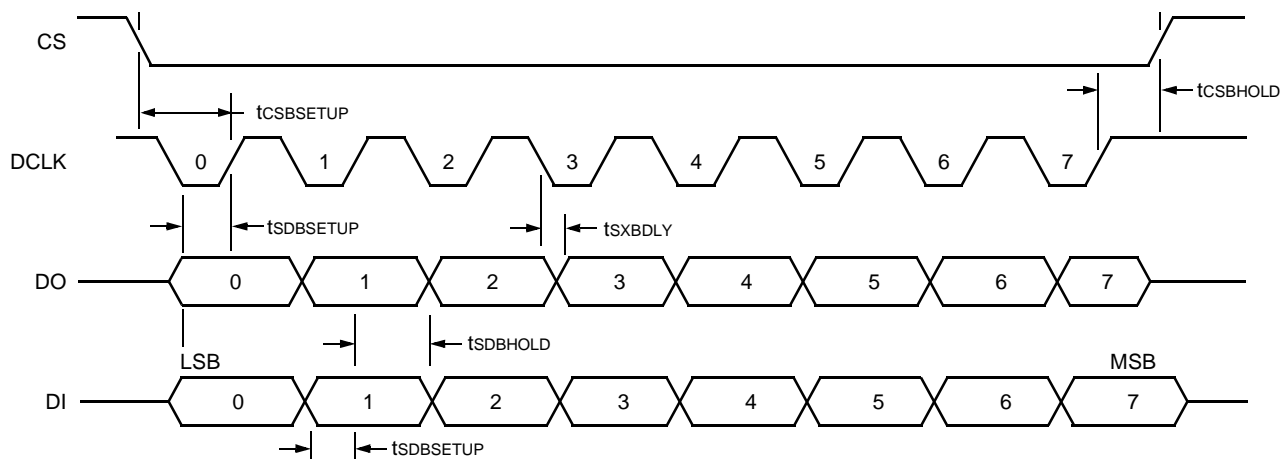 CS
tCSBSETUP
tCSBHOLD
DCLK
0 1 2 3 4 5 6 7
tSDBSETUP
tSXBDLY
DO
0 1 2 3 4 5 6 7
tSDBHOLD
LSB
MSB
DI
0 1 2 3 4 5 6 7
tSDBSETUP